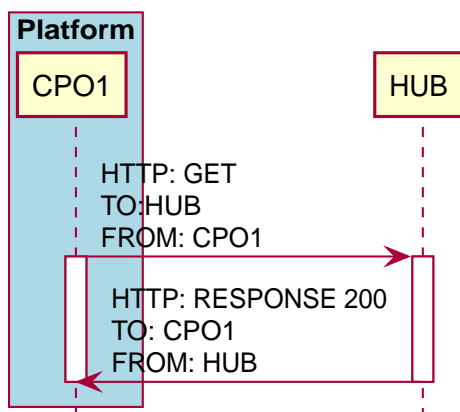 Platform
CPO1
HUB
HTTP: GET
TO:HUB
FROM: CPO1
HTTP: RESPONSE 200
TO: CPO1
FROM: HUB